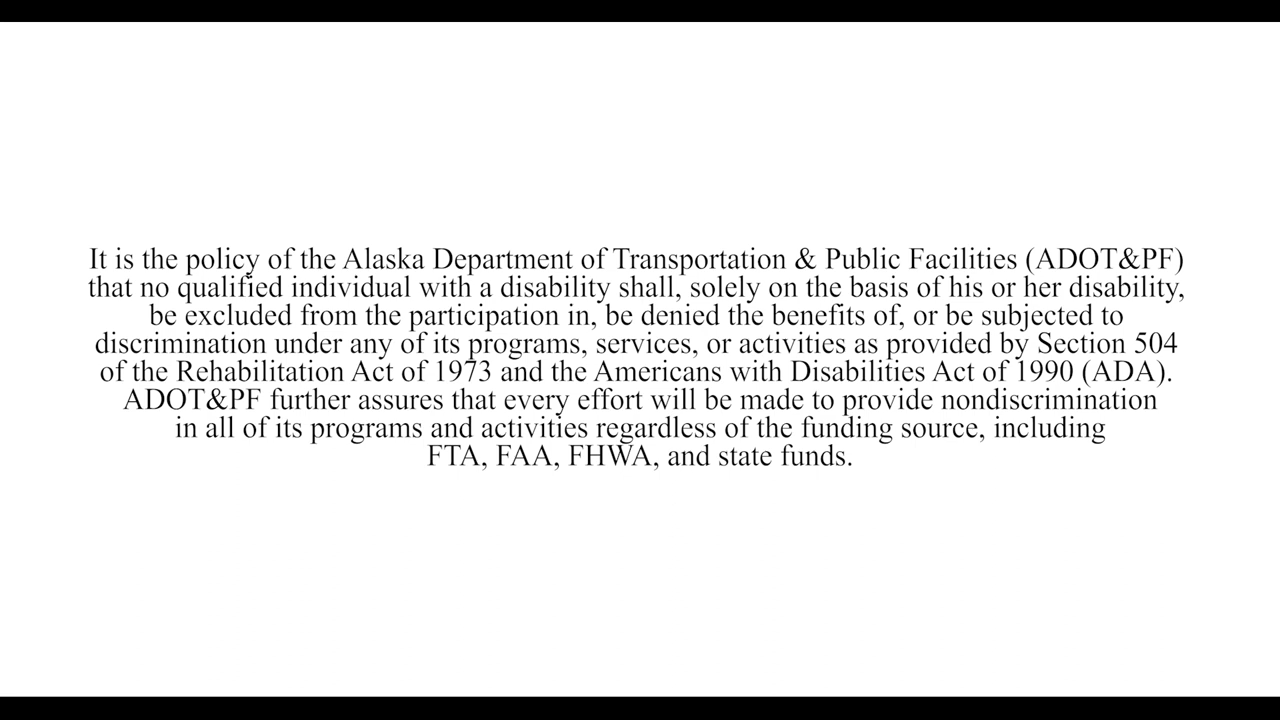 It is the policy of the Alaska Department of Transportation & Public Facilities (ADOT&PF)
that no qualified individual with a disability shall, solely on the basis of his or her disability,
be excluded from the participation in, be denied the benefits of, or be subjected to
discrimination under any of its programs, services, or activities as provided by Section 504
of the Rehabilitation Act of 1973 and the Americans with Disabilities Act of 1990 (ADA).
ADOT&PF further assures that every effort will be made to provide nondiscrimination
in all of its programs and activities regardless of the funding source, including
FTA, FAA, FHWA, and state funds.